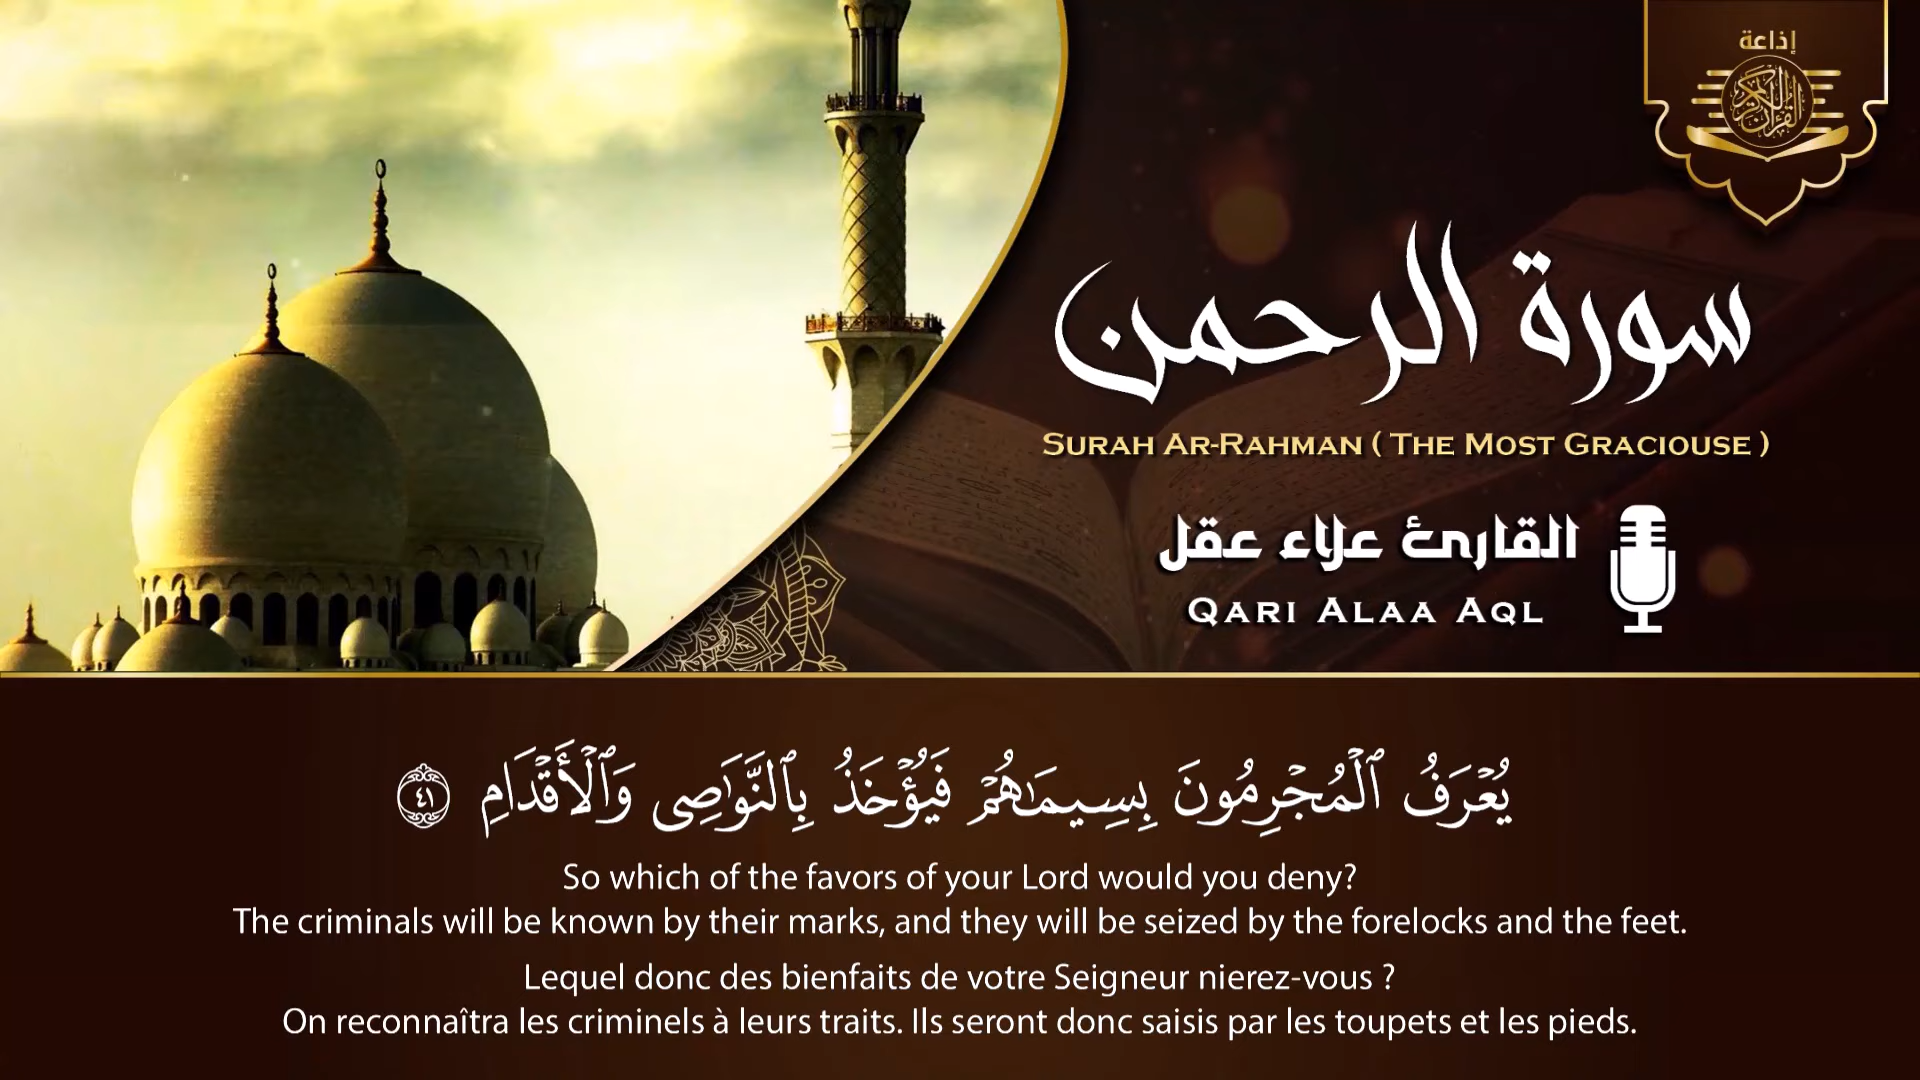 إذاعة
القرآن الكريم
سورة الرحمن
SURAH AR-RAHMAN ( THE MOST GRACIOUSE )
القارئ علاء عقل
QARI ALAA AQL
يُعْرَفُ ٱلْمُجْرِمُونَ بِسِيمَٰهُمْ فَيُؤْخَذُ بِٱلنَّوَٰصِى وَٱلْأَقْدَامِ ٤١
So which of the favors of your Lord would you deny?
The criminals will be known by their marks, and they will be seized by the forelocks and the feet.
Lequel donc des bienfaits de votre Seigneur nierez-vous ?
On reconnaîtra les criminels à leurs traits. Ils seront donc saisis par les toupets et les pieds.